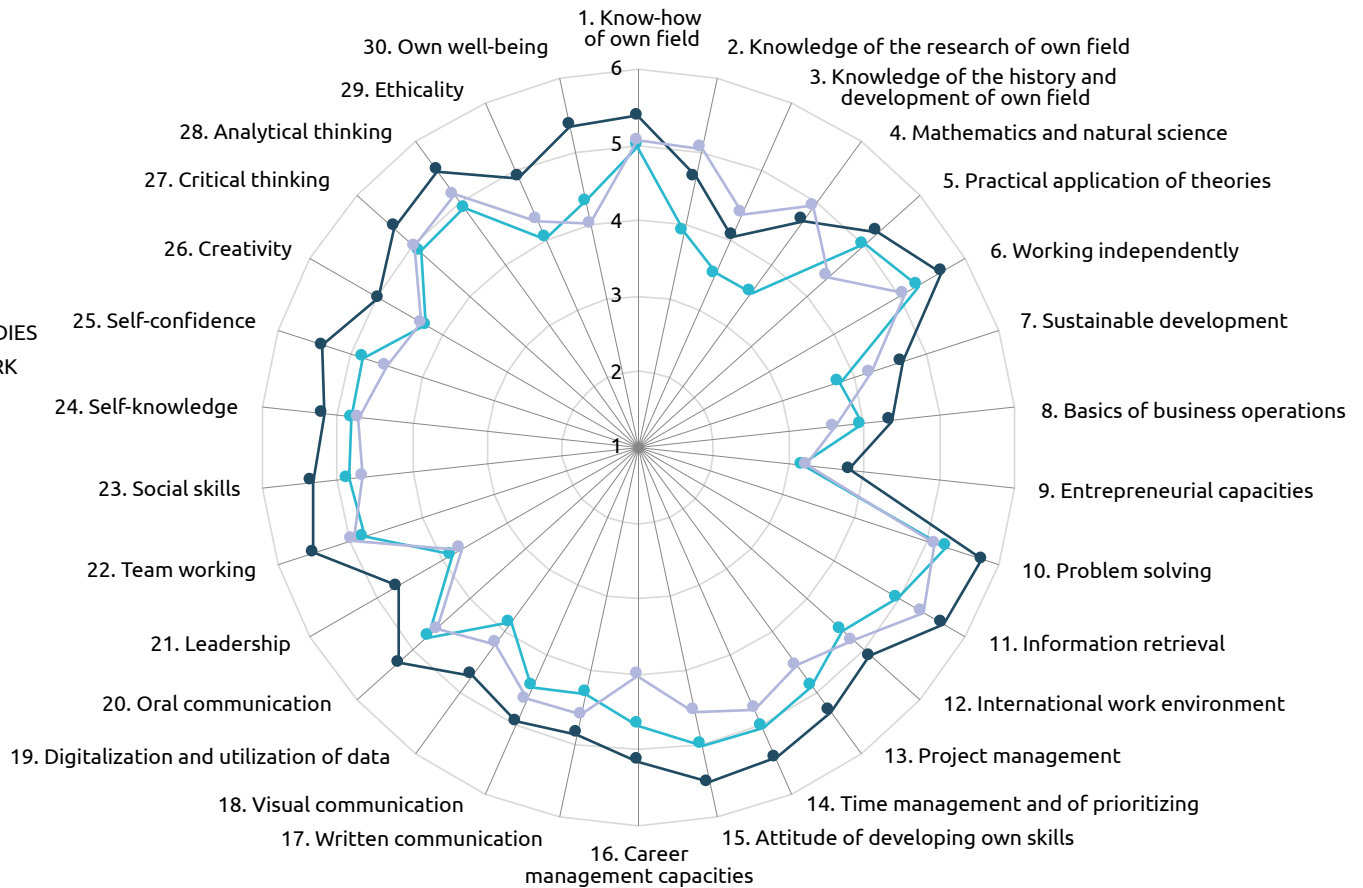 1. Know-how
of own field
2. Knowledge of the research of own field
3. Knowledge of the history and
development of own field
4. Mathematics and natural science
5. Practical application of theories
6. Working independently
7. Sustainable development
8. Basics of business operations
9. Entrepreneurial capacities
10. Problem solving
11. Information retrieval
12. International work environment
13. Project management
14. Time management and of prioritizing
15. Attitude of developing own skills
16. Career
management capacities
17. Written communication
18. Visual communication
19. Digitalization and utilization of data
20. Oral communication
21. Leadership
22. Team working
23. Social skills
24. Self-knowledge
25. Self-confidence
26. Creativity
27. Critical thinking
28. Analytical thinking
29. Ethicality
30. Own well-being
6
5
4
3
2
1
DIES
RK